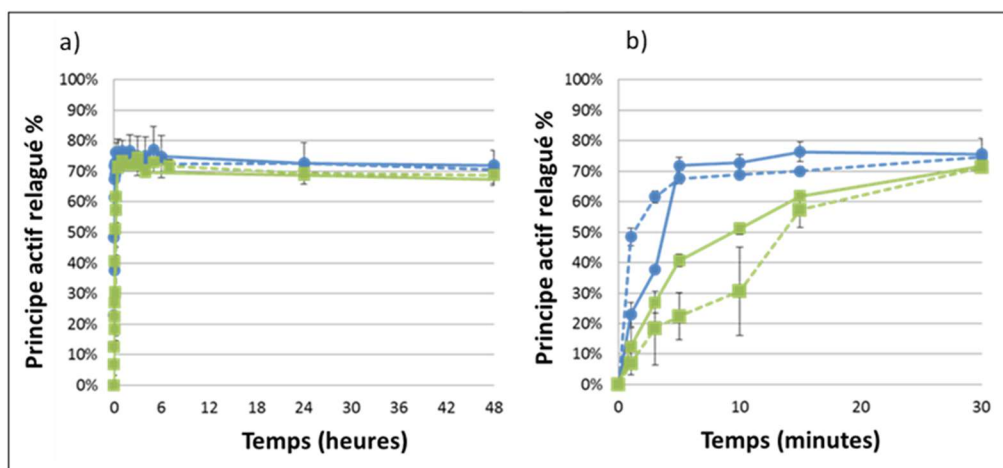 a)
Principe actif relagué %
100%
90%
80%
70%
60%
50%
40%
30%
20%
10%
0%
0 6 12 18 24 30 36 42 48
Temps (heures)
b)
Principe actif relagué %
100%
90%
80%
70%
60%
50%
40%
30%
20%
10%
0%
0 10 20 30
Temps (minutes)